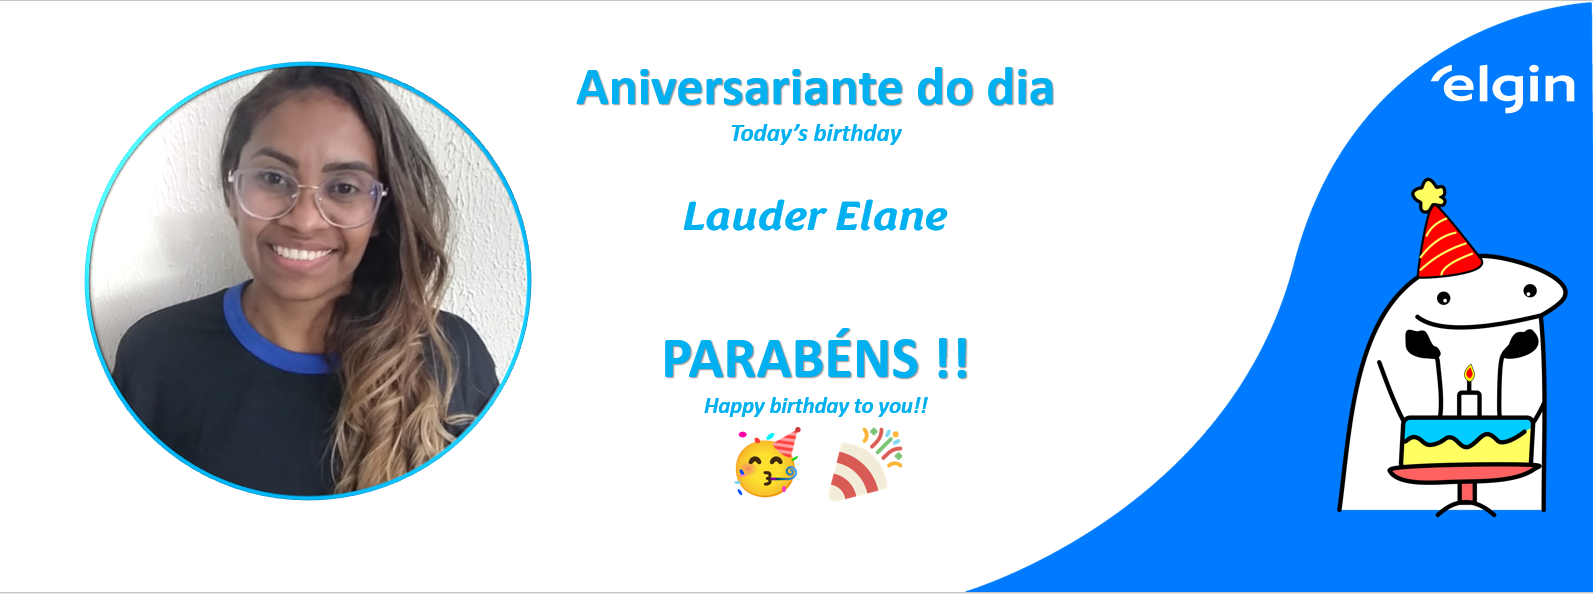 Aniversariante do dia
Today's birthday
elgin
Lauder Elane
PARABÉNS !!
Happy birthday to you!!